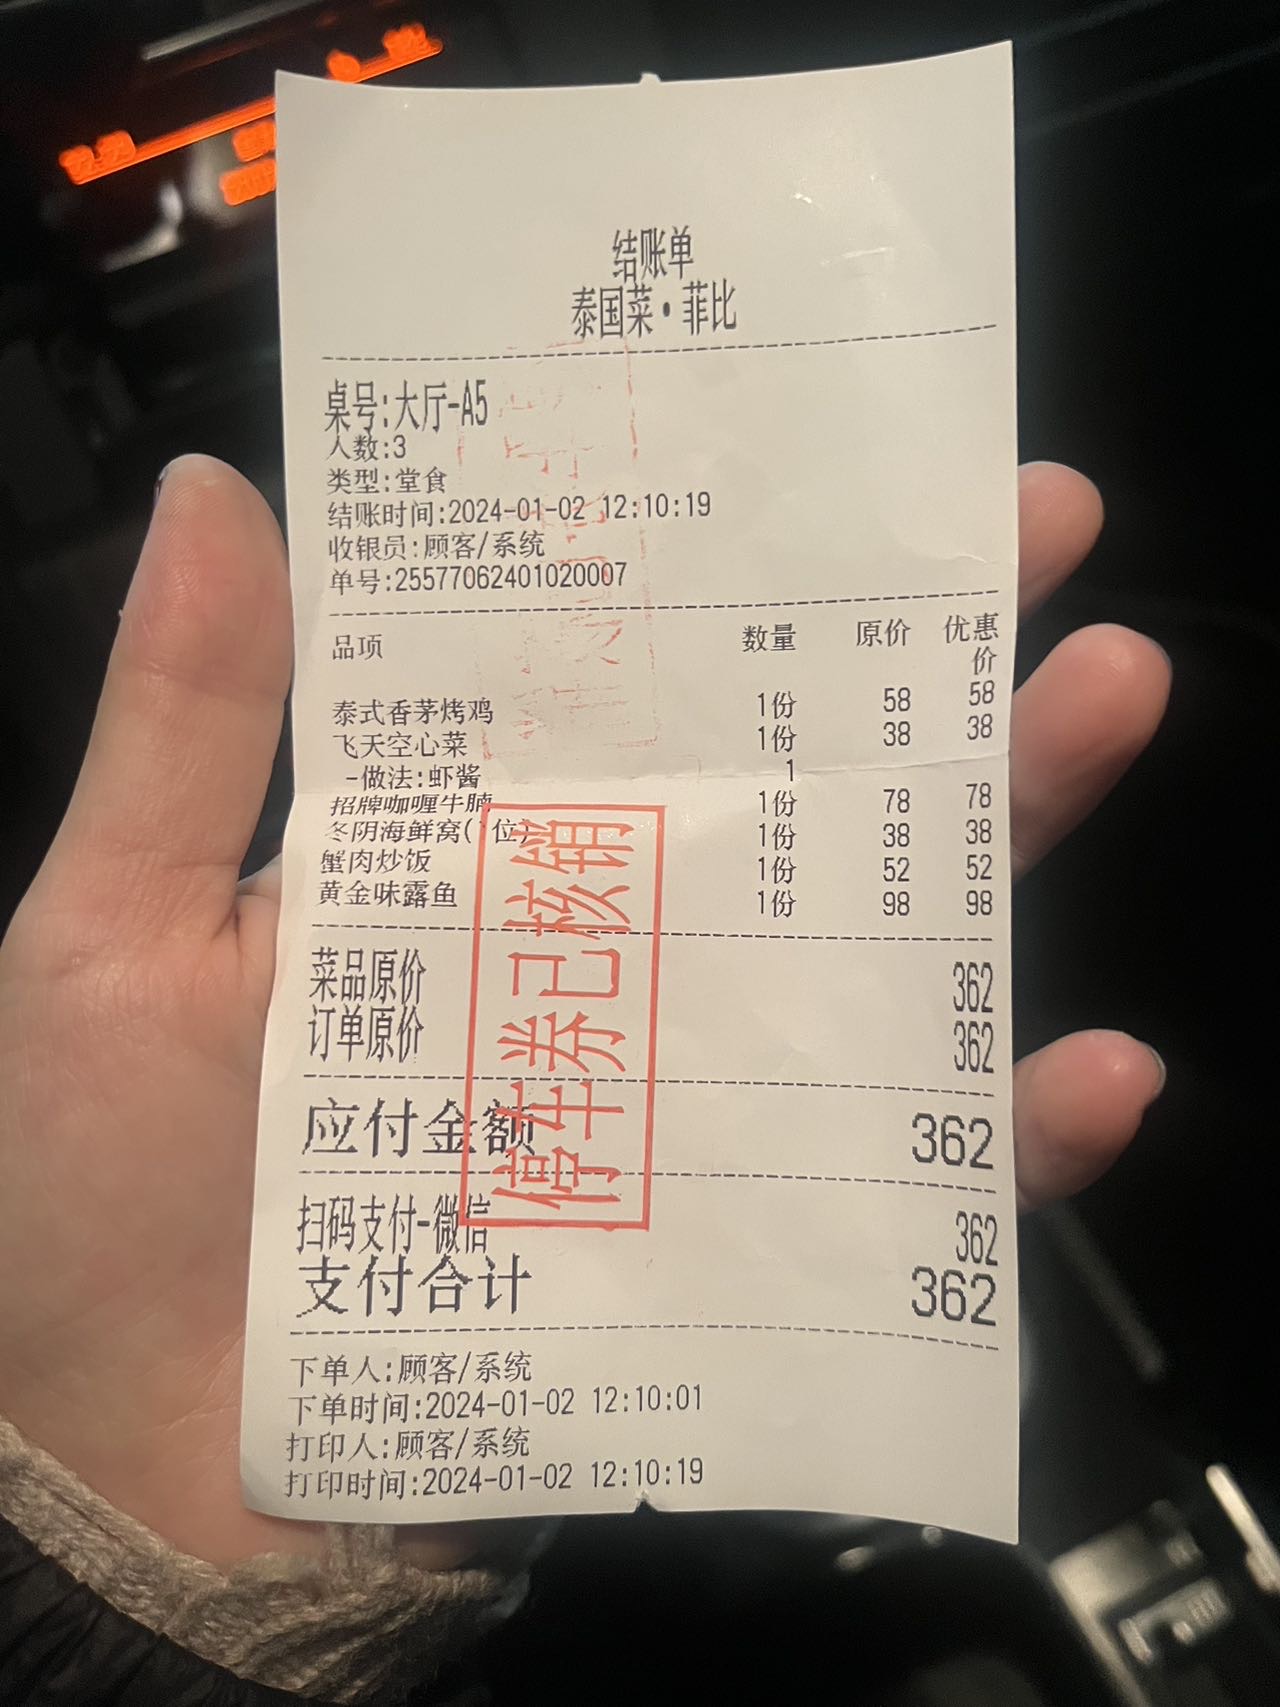 结账单
泰国菜·菲比
桌号:大厅-A5
人数:3
类型:堂食
结账时间:2024-01-02 12:10:19
收银员:顾客/系统
单号:25577062401020007
品项 数量 原价 优惠价
泰式香茅烤鸡 1份 58 58
飞天空心菜 1份 38 38
-做法:虾酱 1
招牌咖喱牛腩 1份 78 78
冬阴海鲜窝( 位) 1份 38 38
蟹肉炒饭 1份 52 52
黄金味露鱼 1份 98 98
菜品原价 362
订单原价 362
应付金额 362
扫码支付-微信 362
支付合计 362
下单人:顾客/系统
下单时间:2024-01-02 12:10:01
打印人:顾客/系统
打印时间:2024-01-02 12:10:19
停车券已核销